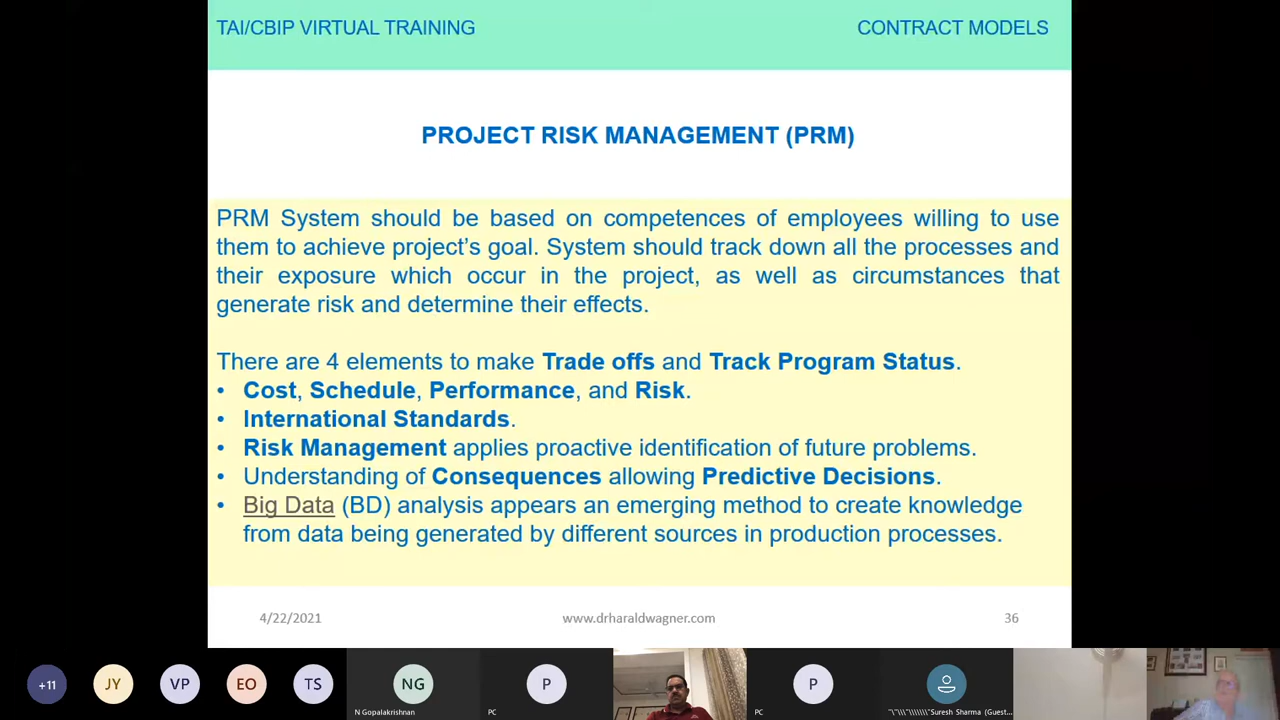 TAI/CBIP VIRTUAL TRAINING
CONTRACT MODELS
PROJECT RISK MANAGEMENT (PRM)
PRM System should be based on competences of employees willing to use
them to achieve project's goal. System should track down all the processes and
their exposure which occur in the project, as well as circumstances that
generate risk and determine their effects.
There are 4 elements to make Trade offs and Track Program Status.
• Cost, Schedule, Performance, and Risk.
• International Standards.
• Risk Management applies proactive identification of future problems.
• Understanding of Consequences allowing Predictive Decisions.
• Big Data (BD) analysis appears an emerging method to create knowledge
from data being generated by different sources in production processes.
4/22/2021
www.drharaldwagner.com
36
+11
JY
VP
EO
TS
NG
N Gopalakrishnan
P
PC
P
PC
"\"\\\"\\\\\\\"Suresh Sharma (Guest...